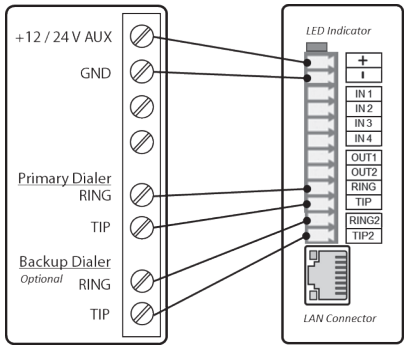 +12 / 24 V AUX
GND
Primary Dialer
RING
TIP
Backup Dialer
Optional RING
TIP
LED Indicator
+
-
IN 1
IN 2
IN 3
IN 4
OUT1
OUT2
RING
TIP
RING2
TIP2
LAN Connector